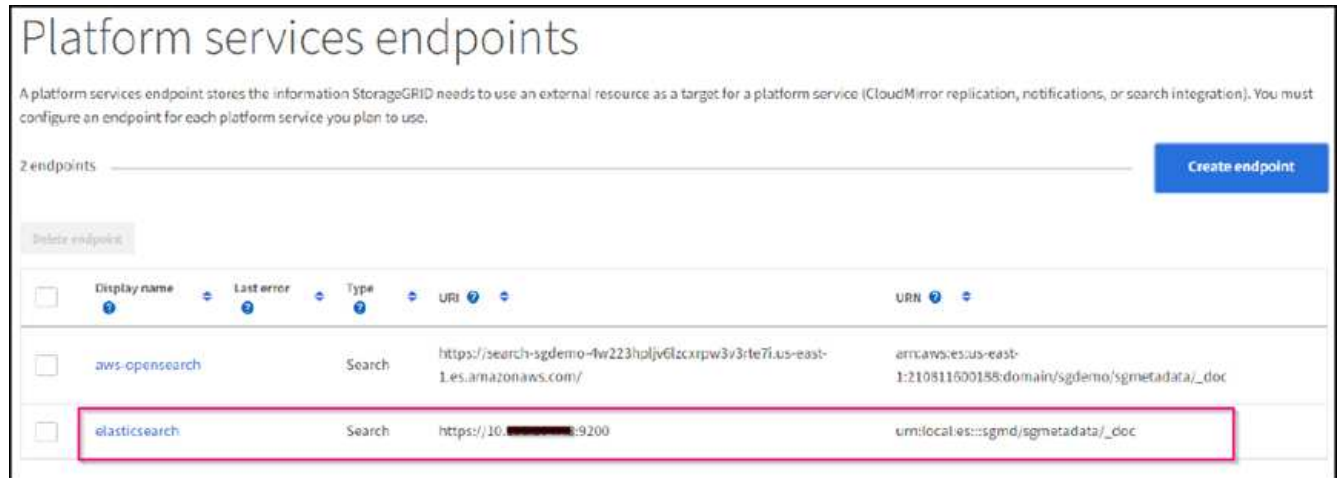 Platform services endpoints
A platform services endpoint stores the information StorageGRID needs to use an external resource as a target for a platform service (CloudMirror replication, notifications, or search integration). You must
configure an endpoint for each platform service you plan to use.
2 endpoints
Create endpoint
Delete endpoint
Display name
Last error
Type
URI
URN
aws-opensearch
Search
https://search-sgdemo-4w223hpljv6lzcxrpw3v3rte7i.us-east-
1.es.amazonaws.com/
arn:aws:es:us-east-
1:210811600188:domain/sgdemo/sgmetadata/_doc
elasticsearch
Search
https://10.
:9200
urn:local:es:::sgmd/sgmetadata/_doc